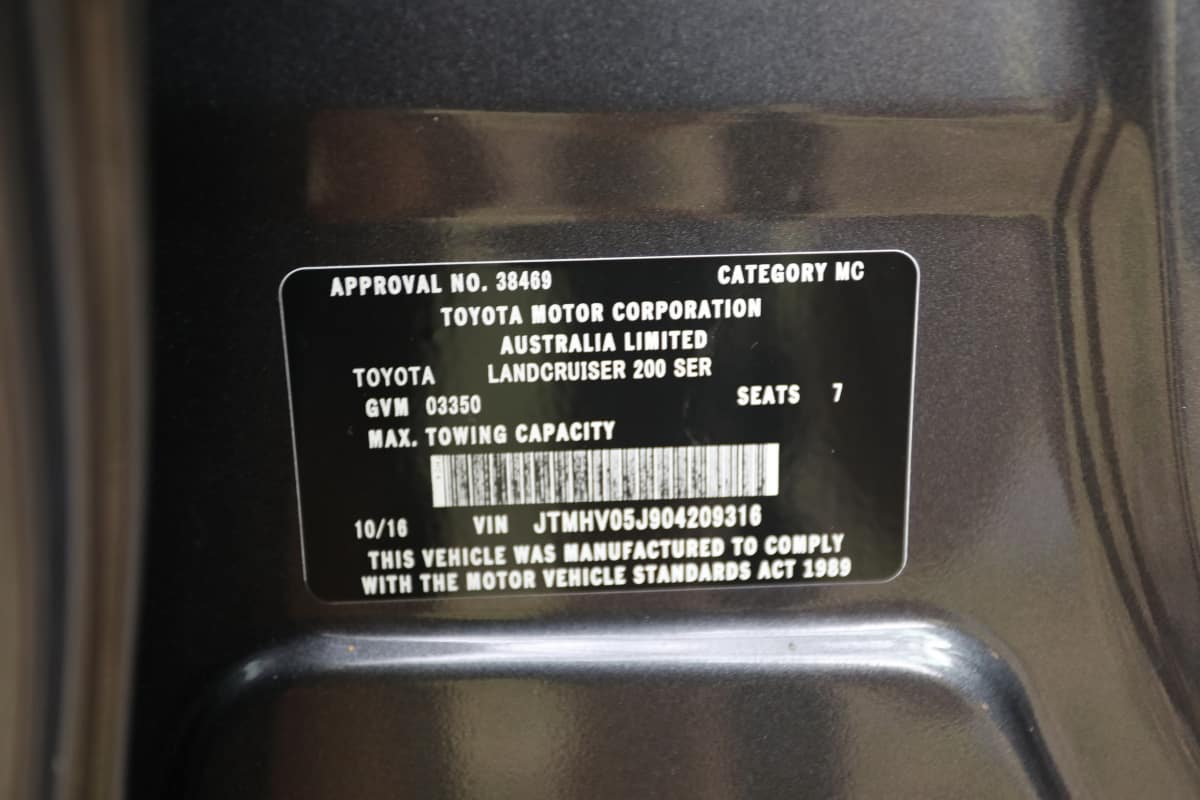 APPROVAL NO. 38469 CATEGORY MC
TOYOTA MOTOR CORPORATION
AUSTRALIA LIMITED
TOYOTA LANDCRUISER 200 SER
GVM 03350 SEATS 7
MAX. TOWING CAPACITY
10/16 VIN JTMHV05J904209316
THIS VEHICLE WAS MANUFACTURED TO COMPLY
WITH THE MOTOR VEHICLE STANDARDS ACT 1989